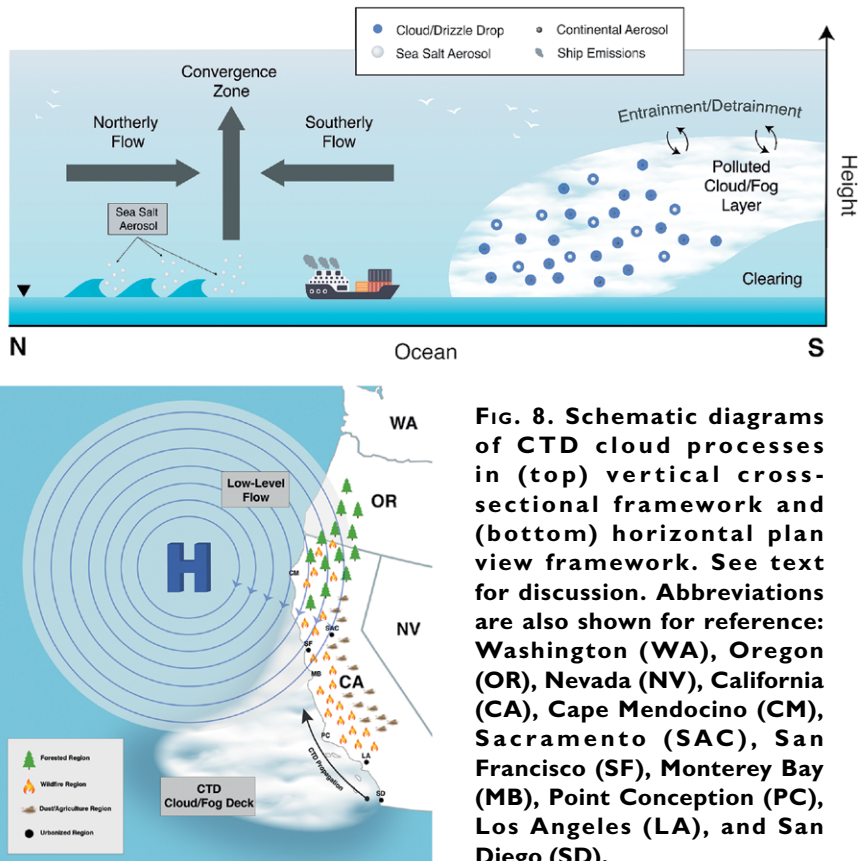 Cloud/Drizzle Drop
Continental Aerosol
Sea Salt Aerosol
Ship Emissions
Convergence
Zone
Northerly
Flow
Southerly
Flow
Entrainment/Detrainment
Polluted
Cloud/Fog
Layer
Height
Sea Salt
Aerosol
Clearing
N
Ocean
S
WA
Low-Level
Flow
OR
H
CM
NV
SAC
SF
MB
CA
PC
LA
CTD Propagation
SD
Forested Region
Wildfire Region
Dust/Agriculture Region
Urbanized Region
CTD
Cloud/Fog Deck
FIG. 8. Schematic diagrams
of CTD cloud processes
in (top) vertical cross-
sectional framework and
(bottom) horizontal plan
view framework. See text
for discussion. Abbreviations
are also shown for reference:
Washington (WA), Oregon
(OR), Nevada (NV), California
(CA), Cape Mendocino (CM),
Sacramento (SAC), San
Francisco (SF), Monterey Bay
(MB), Point Conception (PC),
Los Angeles (LA), and San
Diego (SD).